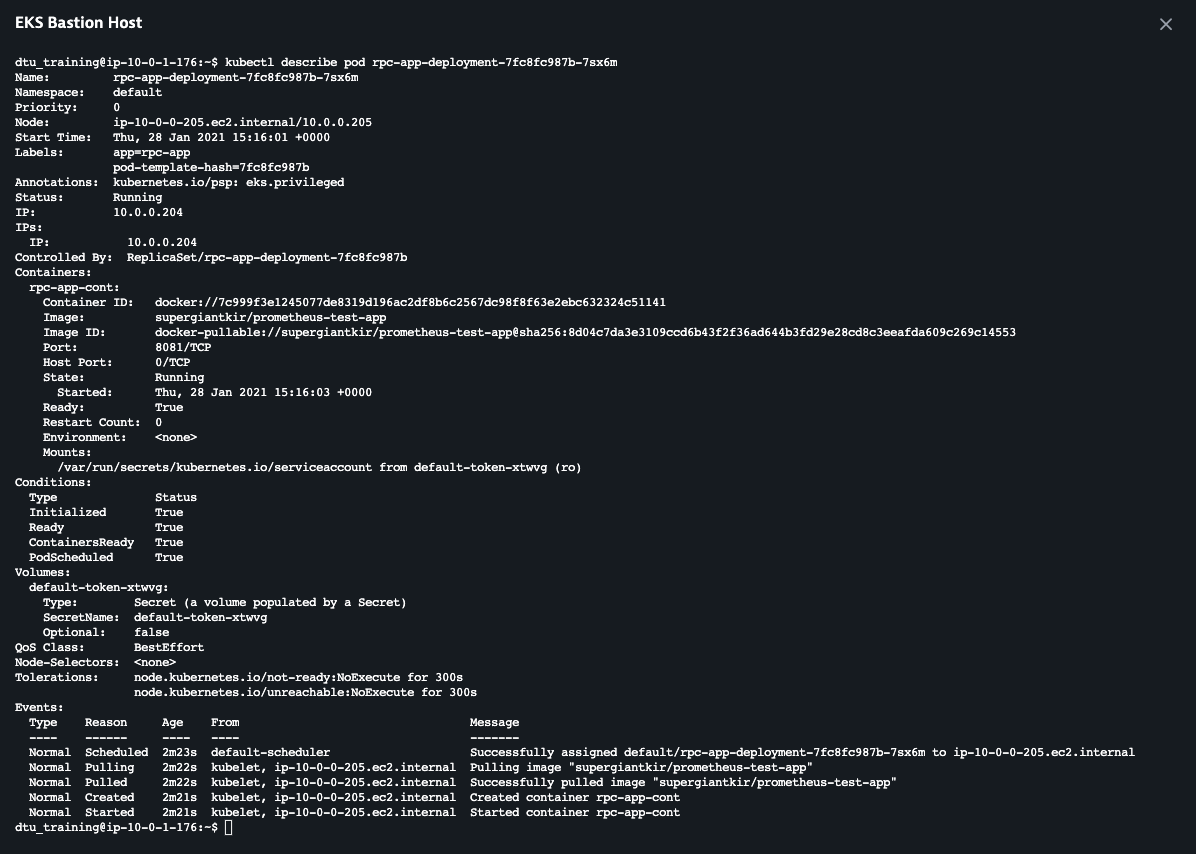 EKS Bastion Host
dtu_training@ip-10-0-1-176:~$ kubectl describe pod rpc-app-deployment-7fc8fc987b-7sx6m
Name:         rpc-app-deployment-7fc8fc987b-7sx6m
Namespace:    default
Priority:     0
Node:         ip-10-0-0-205.ec2.internal/10.0.0.205
Start Time:   Thu, 28 Jan 2021 15:16:01 +0000
Labels:       app=rpc-app
              pod-template-hash=7fc8fc987b
Annotations:  kubernetes.io/psp: eks.privileged
Status:       Running
IP:           10.0.0.204
IPs:
  IP:           10.0.0.204
Controlled By:  ReplicaSet/rpc-app-deployment-7fc8fc987b
Containers:
  rpc-app-cont:
    Container ID:   docker://7c999f3e1245077de8319d196ac2df8b6c2567dc98f8f63e2ebc632324c51141
    Image:          supergiantkir/prometheus-test-app
    Image ID:       docker-pullable://supergiantkir/prometheus-test-app@sha256:8d04c7da3e3109ccd6b43f2f36ad644b3fd29e28cd8c3eeafda609c269c14553
    Port:           8081/TCP
    Host Port:      0/TCP
    State:          Running
      Started:      Thu, 28 Jan 2021 15:16:03 +0000
    Ready:          True
    Restart Count:  0
    Environment:    <none>
    Mounts:
      /var/run/secrets/kubernetes.io/serviceaccount from default-token-xtwvg (ro)
Conditions:
  Type              Status
  Initialized       True
  Ready             True
  ContainersReady   True
  PodScheduled      True
Volumes:
  default-token-xtwvg:
    Type:        Secret (a volume populated by a Secret)
    SecretName:  default-token-xtwvg
    Optional:    false
QoS Class:       BestEffort
Node-Selectors:  <none>
Tolerations:     node.kubernetes.io/not-ready:NoExecute for 300s
                 node.kubernetes.io/unreachable:NoExecute for 300s
Events:
  Type    Reason     Age    From                                 Message
  ----    ------     ----   ----                                 -------
  Normal  Scheduled  2m23s  default-scheduler                    Successfully assigned default/rpc-app-deployment-7fc8fc987b-7sx6m to ip-10-0-0-205.ec2.internal
  Normal  Pulling    2m22s  kubelet, ip-10-0-0-205.ec2.internal  Pulling image "supergiantkir/prometheus-test-app"
  Normal  Pulled     2m22s  kubelet, ip-10-0-0-205.ec2.internal  Successfully pulled image "supergiantkir/prometheus-test-app"
  Normal  Created    2m21s  kubelet, ip-10-0-0-205.ec2.internal  Created container rpc-app-cont
  Normal  Started    2m21s  kubelet, ip-10-0-0-205.ec2.internal  Started container rpc-app-cont
dtu_training@ip-10-0-1-176:~$